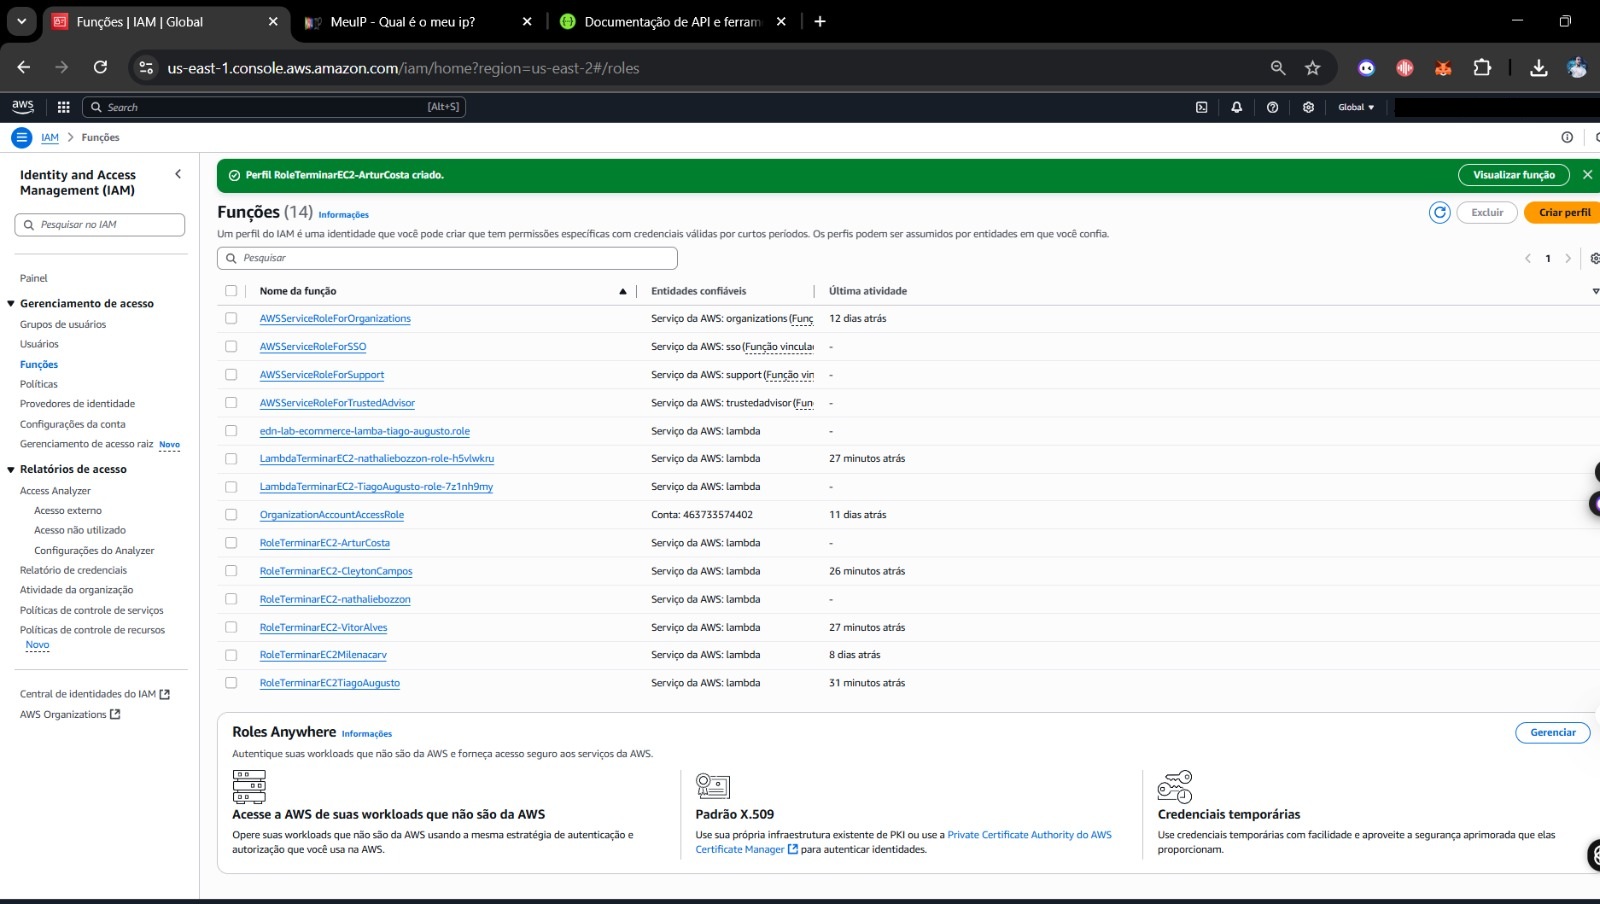 Funções | IAM | Global
MeuIP - Qual é o meu ip?
Documentação de API e ferram
us-east-1.console.aws.amazon.com/iam/home?region=us-east-2#/roles
aws
Search
[Alt+S]
Global
IAM
Funções
Identity and Access
Management (IAM)
Pesquisar no IAM
Painel
Gerenciamento de acesso
Grupos de usuários
Usuários
Funções
Políticas
Provedores de identidade
Configurações da conta
Gerenciamento de acesso raiz Novo
Relatórios de acesso
Access Analyzer
Acesso externo
Acesso não utilizado
Configurações do Analyzer
Relatório de credenciais
Atividade da organização
Políticas de controle de serviços
Políticas de controle de recursos
Novo
Central de identidades do IAM
AWS Organizations
Perfil RoleTerminarEC2-ArturCosta criado.
Visualizar função
Funções (14) Informações
Excluir
Criar perfil
Um perfil do IAM é uma identidade que você pode criar que tem permissões específicas com credenciais válidas por curtos períodos. Os perfis podem ser assumidos por entidades em que você confia.
Pesquisar
1
Nome da função Entidades confiáveis Última atividade
AWSServiceRoleForOrganizations Serviço da AWS: organizations (Funç 12 dias atrás
AWSServiceRoleForSSO Serviço da AWS: sso (Função vincula -
AWSServiceRoleForSupport Serviço da AWS: support (Função vin -
AWSServiceRoleForTrustedAdvisor Serviço da AWS: trustedadvisor (Fun -
edn-lab-ecommerce-lamba-tiago-augusto.role Serviço da AWS: lambda -
LambdaTerminarEC2-nathaliebozzon-role-h5vlwkru Serviço da AWS: lambda 27 minutos atrás
LambdaTerminarEC2-TiagoAugusto-role-7z1nh9my Serviço da AWS: lambda -
OrganizationAccountAccessRole Conta: 463733574402 11 dias atrás
RoleTerminarEC2-ArturCosta Serviço da AWS: lambda -
RoleTerminarEC2-CleytonCampos Serviço da AWS: lambda 26 minutos atrás
RoleTerminarEC2-nathaliebozzon Serviço da AWS: lambda -
RoleTerminarEC2-VitorAlves Serviço da AWS: lambda 27 minutos atrás
RoleTerminarEC2Milenacarv Serviço da AWS: lambda 8 dias atrás
RoleTerminarEC2TiagoAugusto Serviço da AWS: lambda 31 minutos atrás
Roles Anywhere Informações
Gerenciar
Autentique suas workloads que não são da AWS e forneça acesso seguro aos serviços da AWS.
Acesse a AWS de suas workloads que não são da AWS
Opere suas workloads que não são da AWS usando a mesma estratégia de autenticação e
autorização que você usa na AWS.
Padrão X.509
Use sua própria infraestrutura existente de PKI ou use a Private Certificate Authority do AWS
Certificate Manager para autenticar identidades.
Credenciais temporárias
Use credenciais temporárias com facilidade e aproveite a segurança aprimorada que elas
proporcionam.